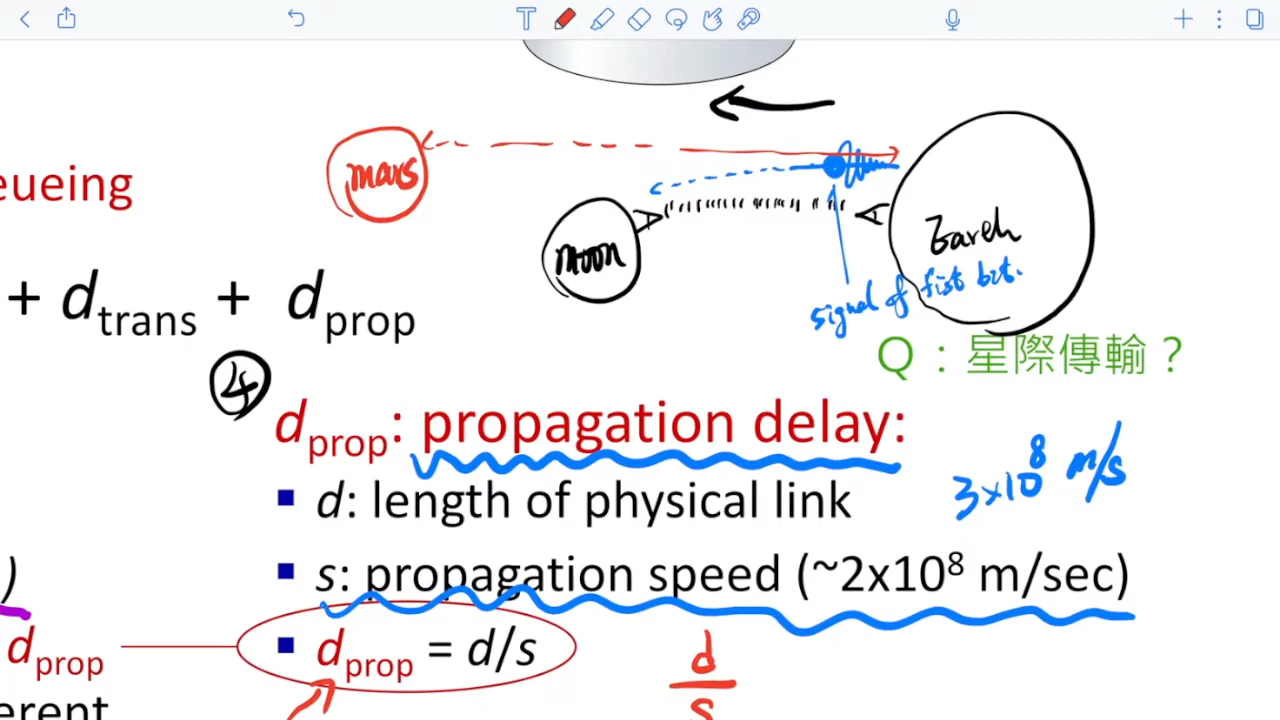 mars
eueing
moon
Earth
signal of fist bit.
+ dtrans + dprop
Q：星際傳輸？
4
dprop: propagation delay:
3x10⁸ m/s
d: length of physical link
s: propagation speed (~2x10⁸ m/sec)
)
dprop
dprop = d/s
d
s
erent